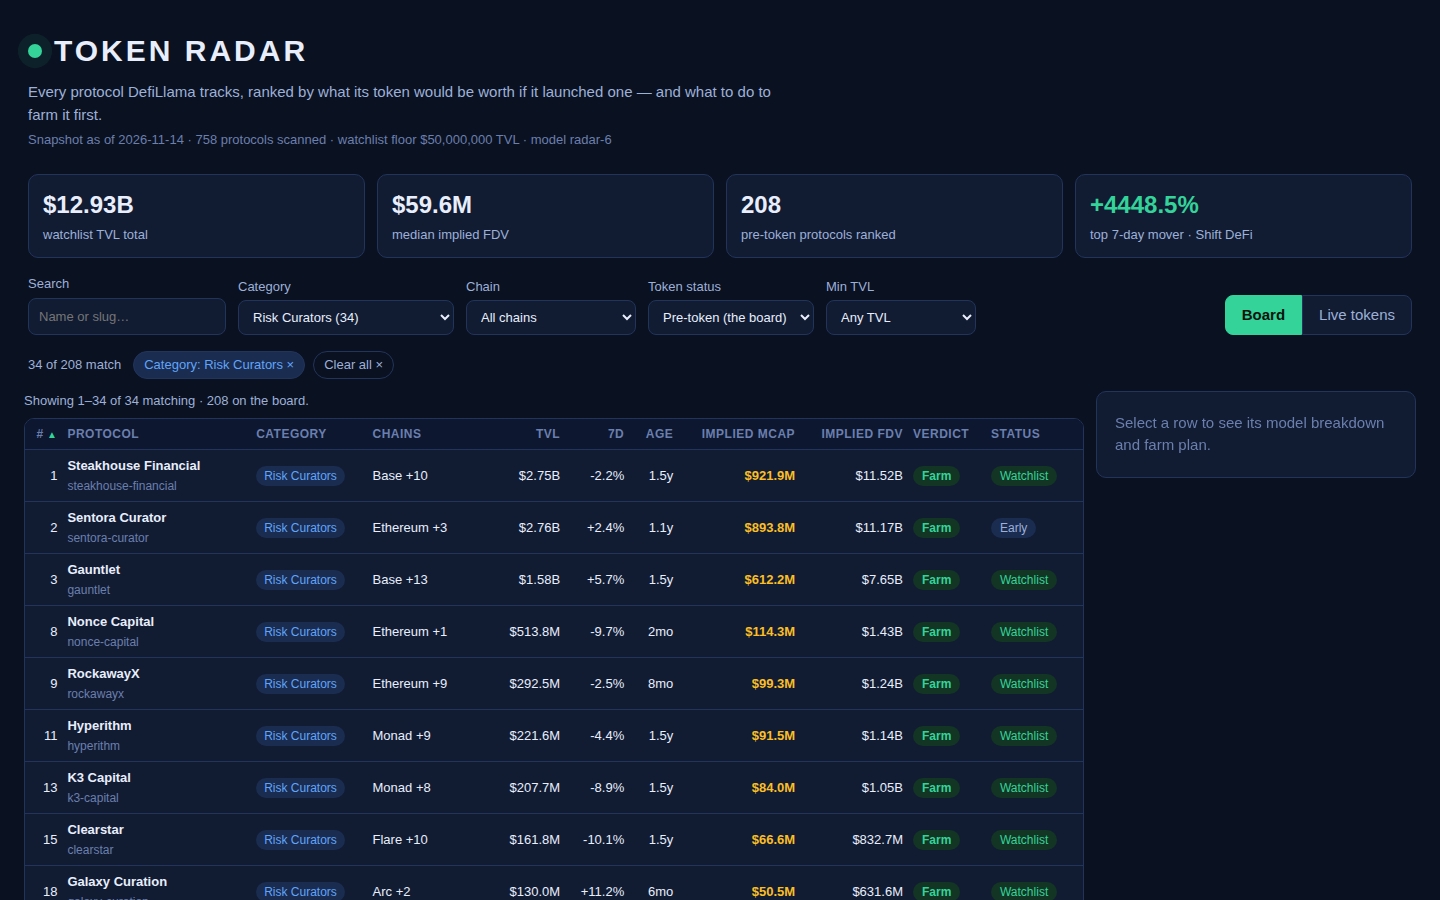 TOKEN RADAR
Every protocol DefiLlama tracks, ranked by what its token would be worth if it launched one — and what to do to
farm it first.
Snapshot as of 2026-11-14 · 758 protocols scanned · watchlist floor $50,000,000 TVL · model radar-6
$12.93B
watchlist TVL total
$59.6M
median implied FDV
208
pre-token protocols ranked
+4448.5%
top 7-day mover · Shift DeFi
Search
Name or slug…
Category
Risk Curators (34)
Chain
All chains
Token status
Pre-token (the board)
Min TVL
Any TVL
Board
Live tokens
34 of 208 match
Category: Risk Curators ×
Clear all ×
Showing 1–34 of 34 matching · 208 on the board.
# ▲ PROTOCOL CATEGORY CHAINS TVL 7D AGE IMPLIED MCAP IMPLIED FDV VERDICT STATUS
1 Steakhouse Financial Risk Curators Base +10 $2.75B -2.2% 1.5y $921.9M $11.52B Farm Watchlist
steakhouse-financial
2 Sentora Curator Risk Curators Ethereum +3 $2.76B +2.4% 1.1y $893.8M $11.17B Farm Early
sentora-curator
3 Gauntlet Risk Curators Base +13 $1.58B +5.7% 1.5y $612.2M $7.65B Farm Watchlist
gauntlet
8 Nonce Capital Risk Curators Ethereum +1 $513.8M -9.7% 2mo $114.3M $1.43B Farm Watchlist
nonce-capital
9 RockawayX Risk Curators Ethereum +9 $292.5M -2.5% 8mo $99.3M $1.24B Farm Watchlist
rockawayx
11 Hyperithm Risk Curators Monad +9 $221.6M -4.4% 1.5y $91.5M $1.14B Farm Watchlist
hyperithm
13 K3 Capital Risk Curators Monad +8 $207.7M -8.9% 1.5y $84.0M $1.05B Farm Watchlist
k3-capital
15 Clearstar Risk Curators Flare +10 $161.8M -10.1% 1.5y $66.6M $832.7M Farm Watchlist
clearstar
18 Galaxy Curation Risk Curators Arc +2 $130.0M +11.2% 6mo $50.5M $631.6M Farm Watchlist
Select a row to see its model breakdown
and farm plan.